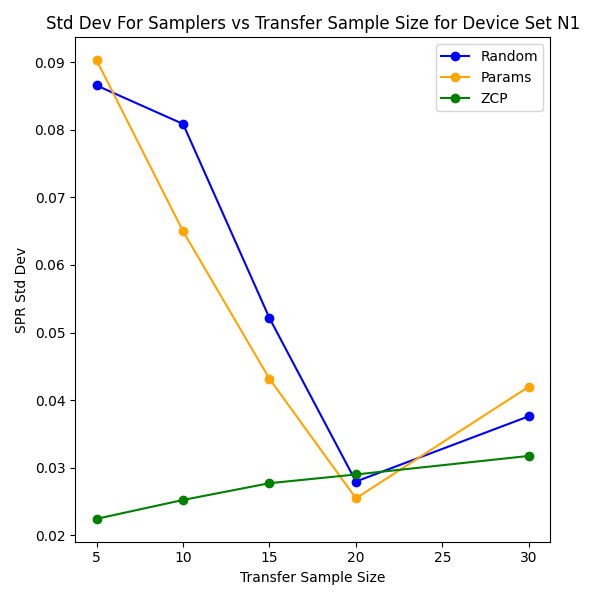 Std Dev For Samplers vs Transfer Sample Size for Device Set N1
Random
Params
ZCP
SPR Std Dev
0.09
0.08
0.07
0.06
0.05
0.04
0.03
0.02
5 10 15 20 25 30
Transfer Sample Size